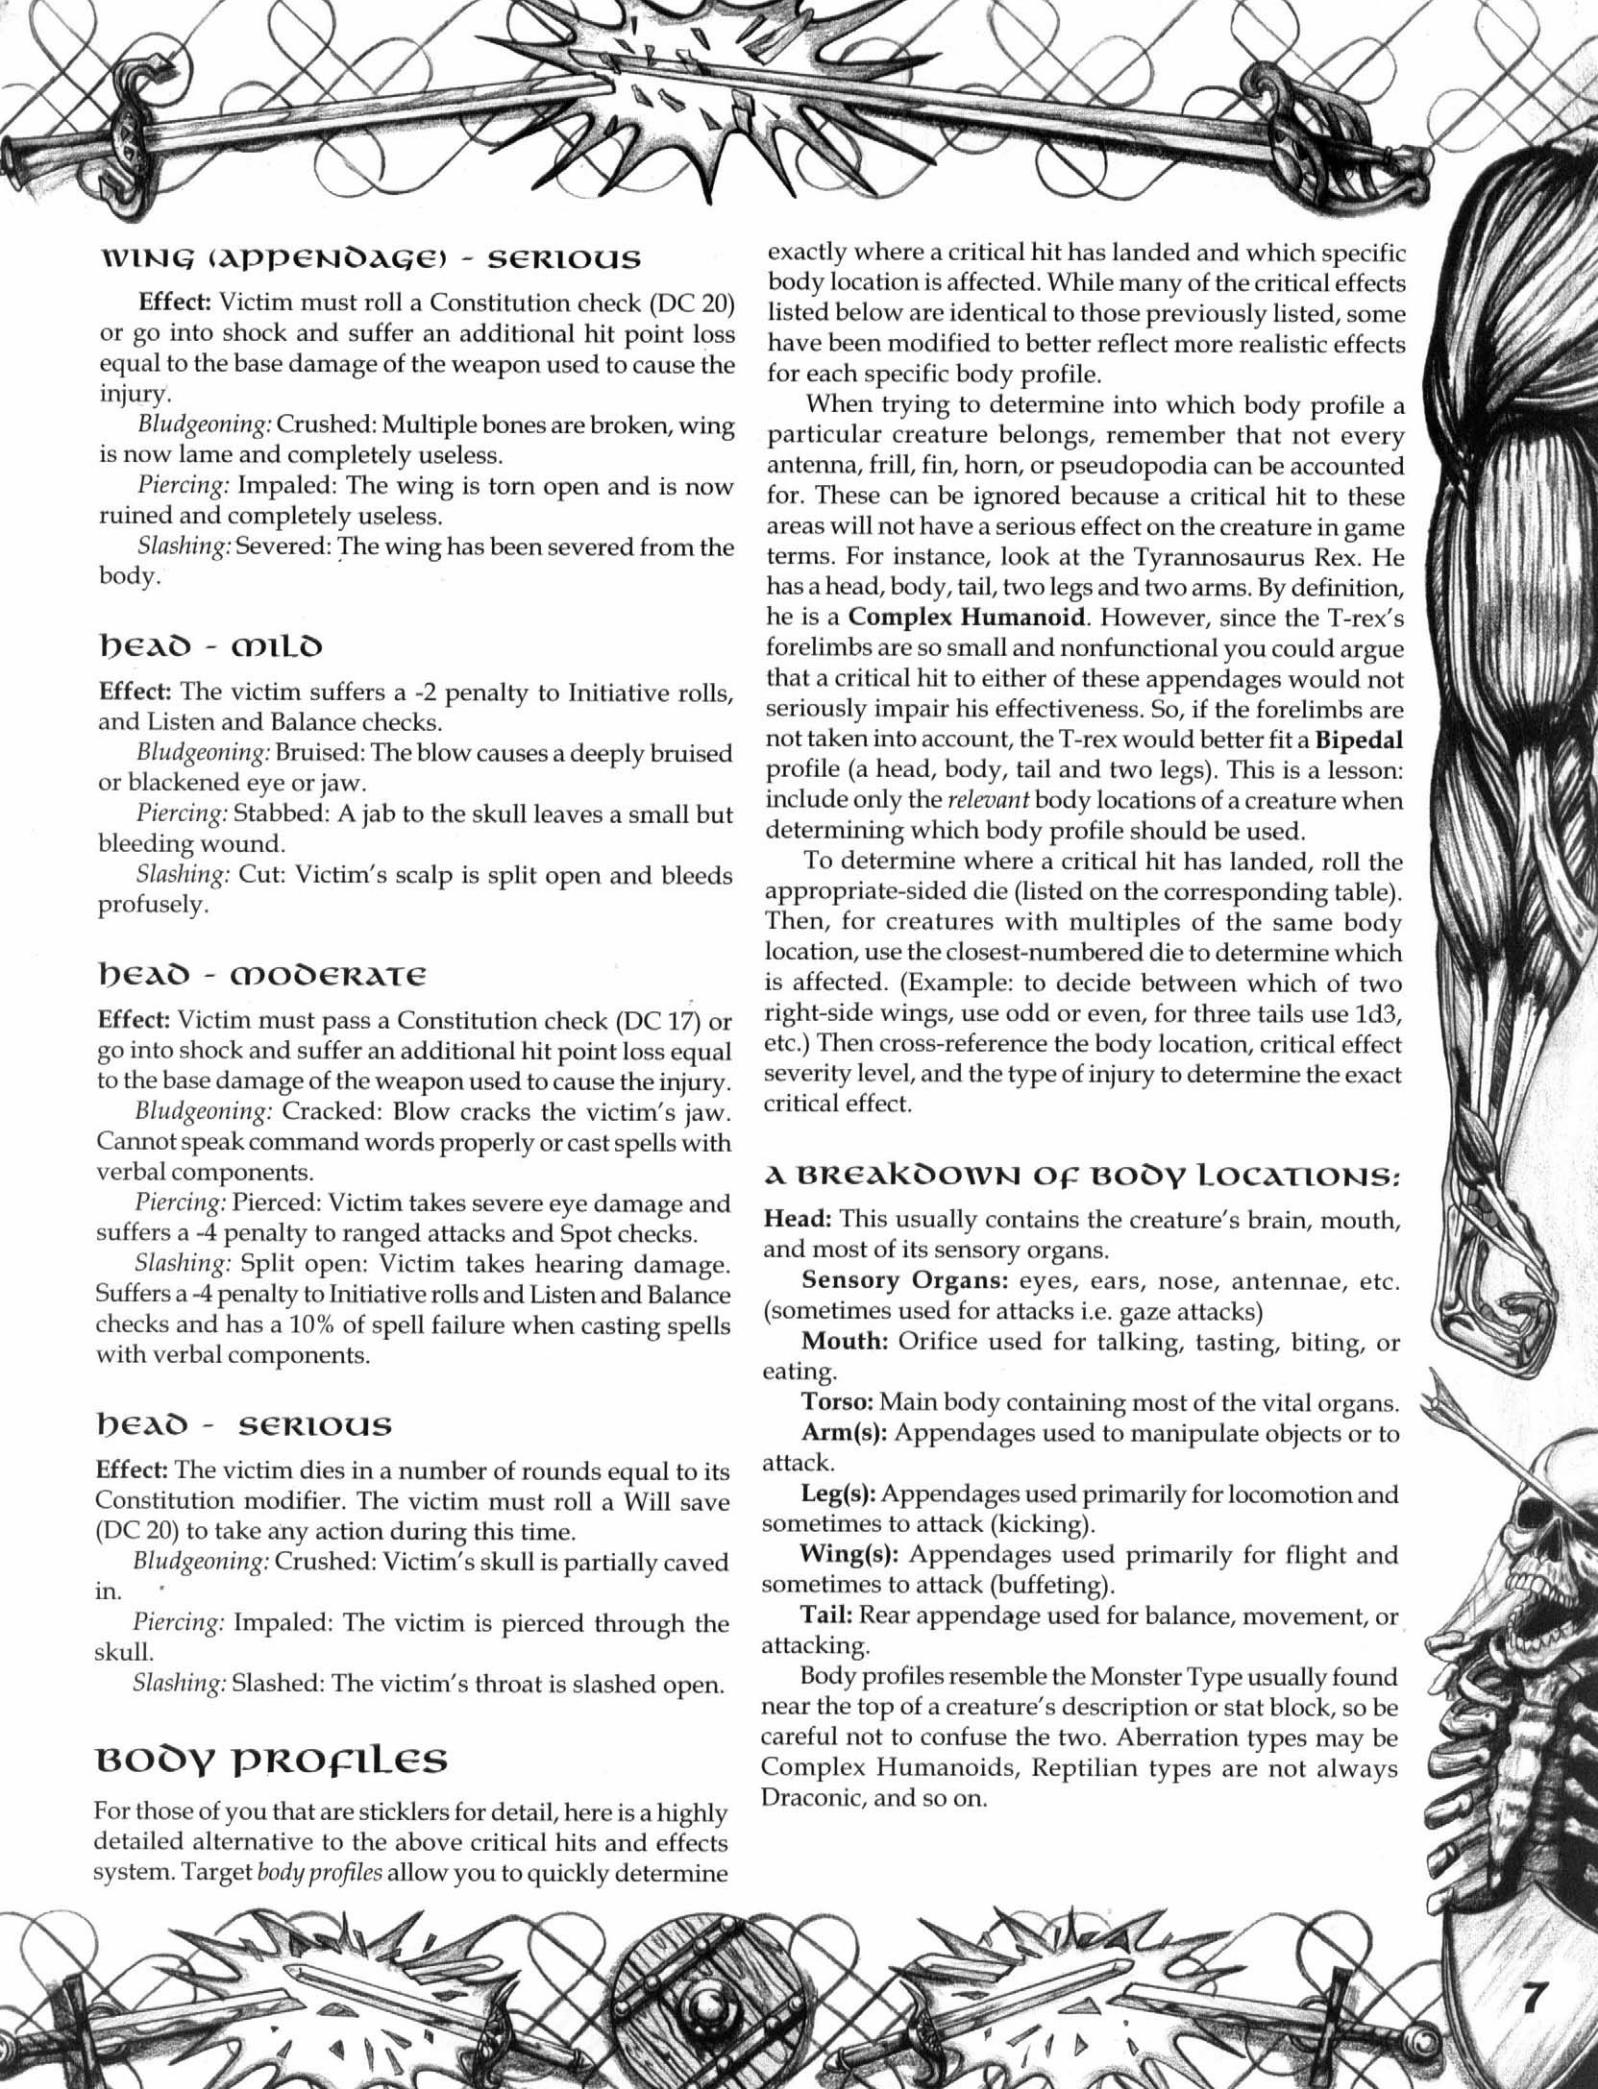 WING (APPENDAGE) - SERIOUS
Effect: Victim must roll a Constitution check (DC 20)
or go into shock and suffer an additional hit point loss
equal to the base damage of the weapon used to cause the
injury.
Bludgeoning: Crushed: Multiple bones are broken, wing
is now lame and completely useless.
Piercing: Impaled: The wing is torn open and is now
ruined and completely useless.
Slashing: Severed: The wing has been severed from the
body.
HEAD - MILD
Effect: The victim suffers a -2 penalty to Initiative rolls,
and Listen and Balance checks.
Bludgeoning: Bruised: The blow causes a deeply bruised
or blackened eye or jaw.
Piercing: Stabbed: A jab to the skull leaves a small but
bleeding wound.
Slashing: Cut: Victim's scalp is split open and bleeds
profusely.
HEAD - MODERATE
Effect: Victim must pass a Constitution check (DC 17) or
go into shock and suffer an additional hit point loss equal
to the base damage of the weapon used to cause the injury.
Bludgeoning: Cracked: Blow cracks the victim's jaw.
Cannot speak command words properly or cast spells with
verbal components.
Piercing: Pierced: Victim takes severe eye damage and
suffers a -4 penalty to ranged attacks and Spot checks.
Slashing: Split open: Victim takes hearing damage.
Suffers a -4 penalty to Initiative rolls and Listen and Balance
checks and has a 10% of spell failure when casting spells
with verbal components.
HEAD - SERIOUS
Effect: The victim dies in a number of rounds equal to its
Constitution modifier. The victim must roll a Will save
(DC 20) to take any action during this time.
Bludgeoning: Crushed: Victim's skull is partially caved
in.
Piercing: Impaled: The victim is pierced through the
skull.
Slashing: Slashed: The victim's throat is slashed open.
BODY PROFILES
For those of you that are sticklers for detail, here is a highly
detailed alternative to the above critical hits and effects
system. Target body profiles allow you to quickly determine
exactly where a critical hit has landed and which specific
body location is affected. While many of the critical effects
listed below are identical to those previously listed, some
have been modified to better reflect more realistic effects
for each specific body profile.
When trying to determine into which body profile a
particular creature belongs, remember that not every
antenna, frill, fin, horn, or pseudopodia can be accounted
for. These can be ignored because a critical hit to these
areas will not have a serious effect on the creature in game
terms. For instance, look at the Tyrannosaurus Rex. He
has a head, body, tail, two legs and two arms. By definition,
he is a Complex Humanoid. However, since the T-rex's
forelimbs are so small and nonfunctional you could argue
that a critical hit to either of these appendages would not
seriously impair his effectiveness. So, if the forelimbs are
not taken into account, the T-rex would better fit a Bipedal
profile (a head, body, tail and two legs). This is a lesson:
include only the relevant body locations of a creature when
determining which body profile should be used.
To determine where a critical hit has landed, roll the
appropriate-sided die (listed on the corresponding table).
Then, for creatures with multiples of the same body
location, use the closest-numbered die to determine which
is affected. (Example: to decide between which of two
right-side wings, use odd or even, for three tails use 1d3,
etc.) Then cross-reference the body location, critical effect
severity level, and the type of injury to determine the exact
critical effect.
A BREAKDOWN OF BODY LOCATIONS:
Head: This usually contains the creature's brain, mouth,
and most of its sensory organs.
Sensory Organs: eyes, ears, nose, antennae, etc.
(sometimes used for attacks i.e. gaze attacks)
Mouth: Orifice used for talking, tasting, biting, or
eating.
Torso: Main body containing most of the vital organs.
Arm(s): Appendages used to manipulate objects or to
attack.
Leg(s): Appendages used primarily for locomotion and
sometimes to attack (kicking).
Wing(s): Appendages used primarily for flight and
sometimes to attack (buffeting).
Tail: Rear appendage used for balance, movement, or
attacking.
Body profiles resemble the Monster Type usually found
near the top of a creature's description or stat block, so be
careful not to confuse the two. Aberration types may be
Complex Humanoids, Reptilian types are not always
Draconic, and so on.
7